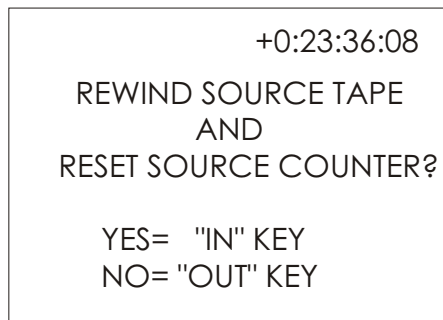 +0:23:36:08
REWIND SOURCE TAPE
AND
RESET SOURCE COUNTER?
YES= "IN" KEY
NO= "OUT" KEY